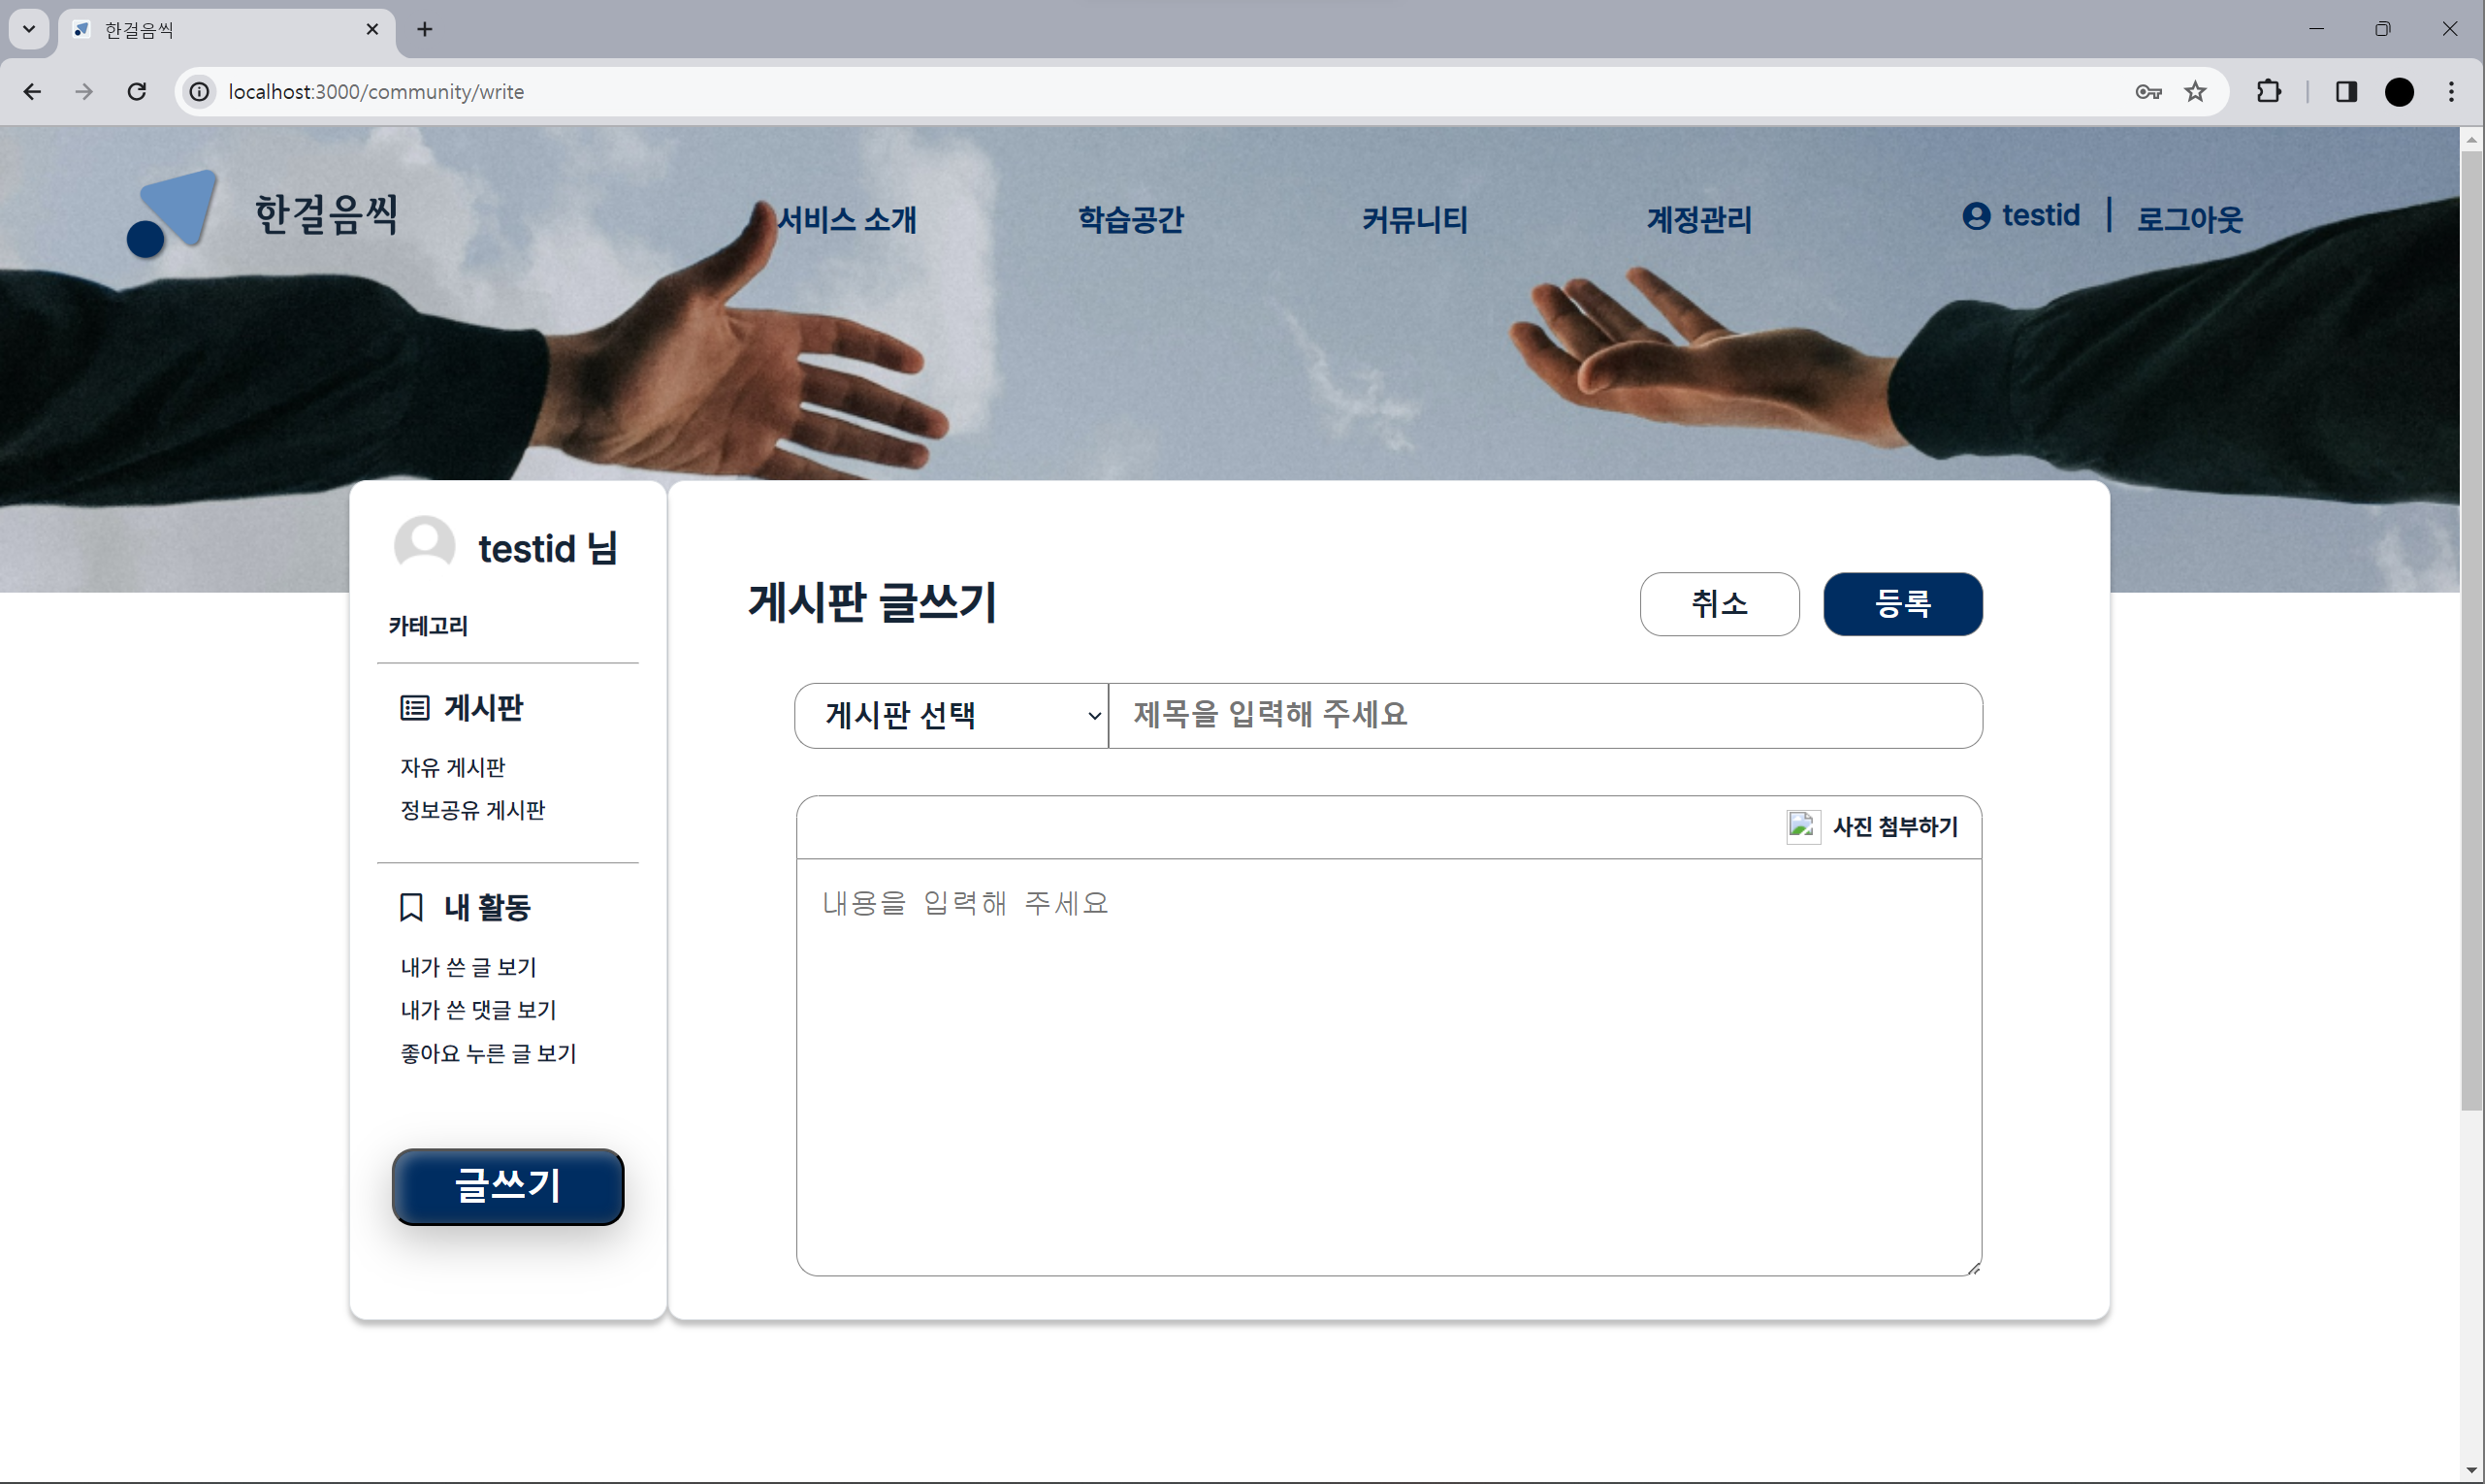 한걸음씩
localhost:3000/community/write
한걸음씩
서비스 소개
학습공간
커뮤니티
계정관리
testid
로그아웃
testid 님
카테고리
게시판
자유 게시판
정보공유 게시판
내 활동
내가 쓴 글 보기
내가 쓴 댓글 보기
좋아요 누른 글 보기
글쓰기
게시판 글쓰기
취소
등록
게시판 선택
제목을 입력해 주세요
사진 첨부하기
내용을 입력해 주세요